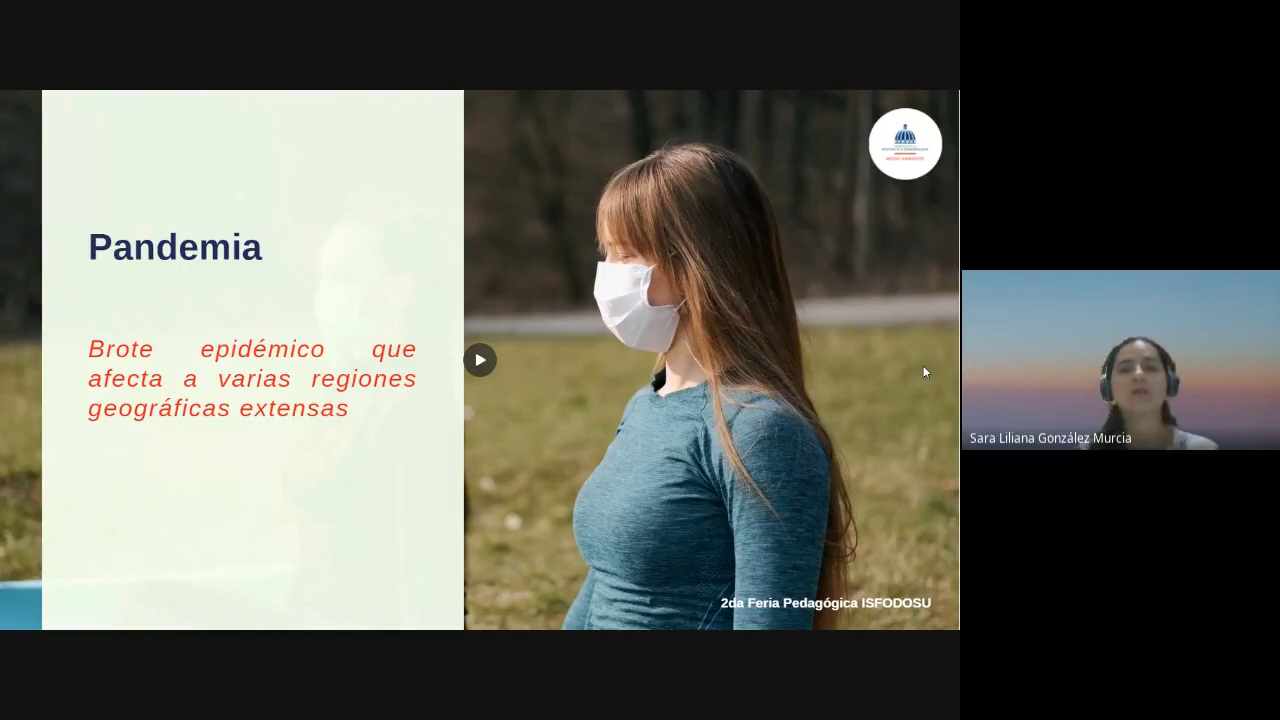 Pandemia
Brote epidémico que
afecta a varias regiones
geográficas extensas
2da Feria Pedagógica ISFODOSU
Sara Liliana González Murcia